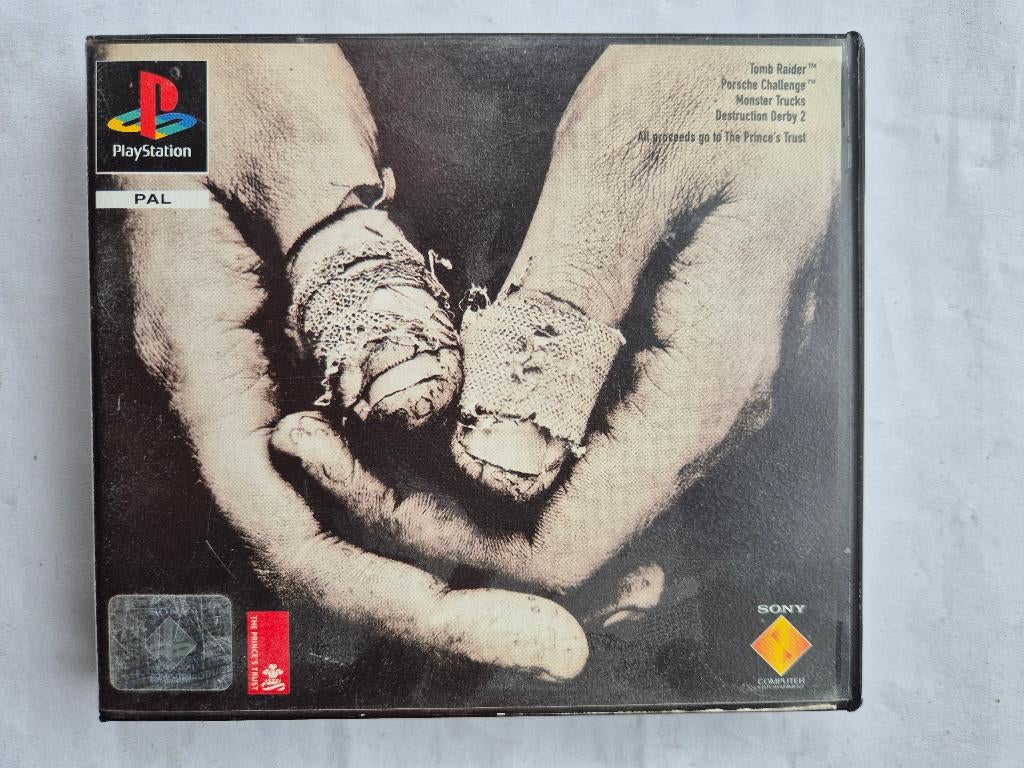 PlayStation
PAL
Tomb Raider™
Porsche Challenge™
Monster Trucks
Destruction Derby 2
All proceeds go to The Prince's Trust
SONY
THE PRINCE'S TRUST
SONY
COMPUTER
ENTERTAINMENT